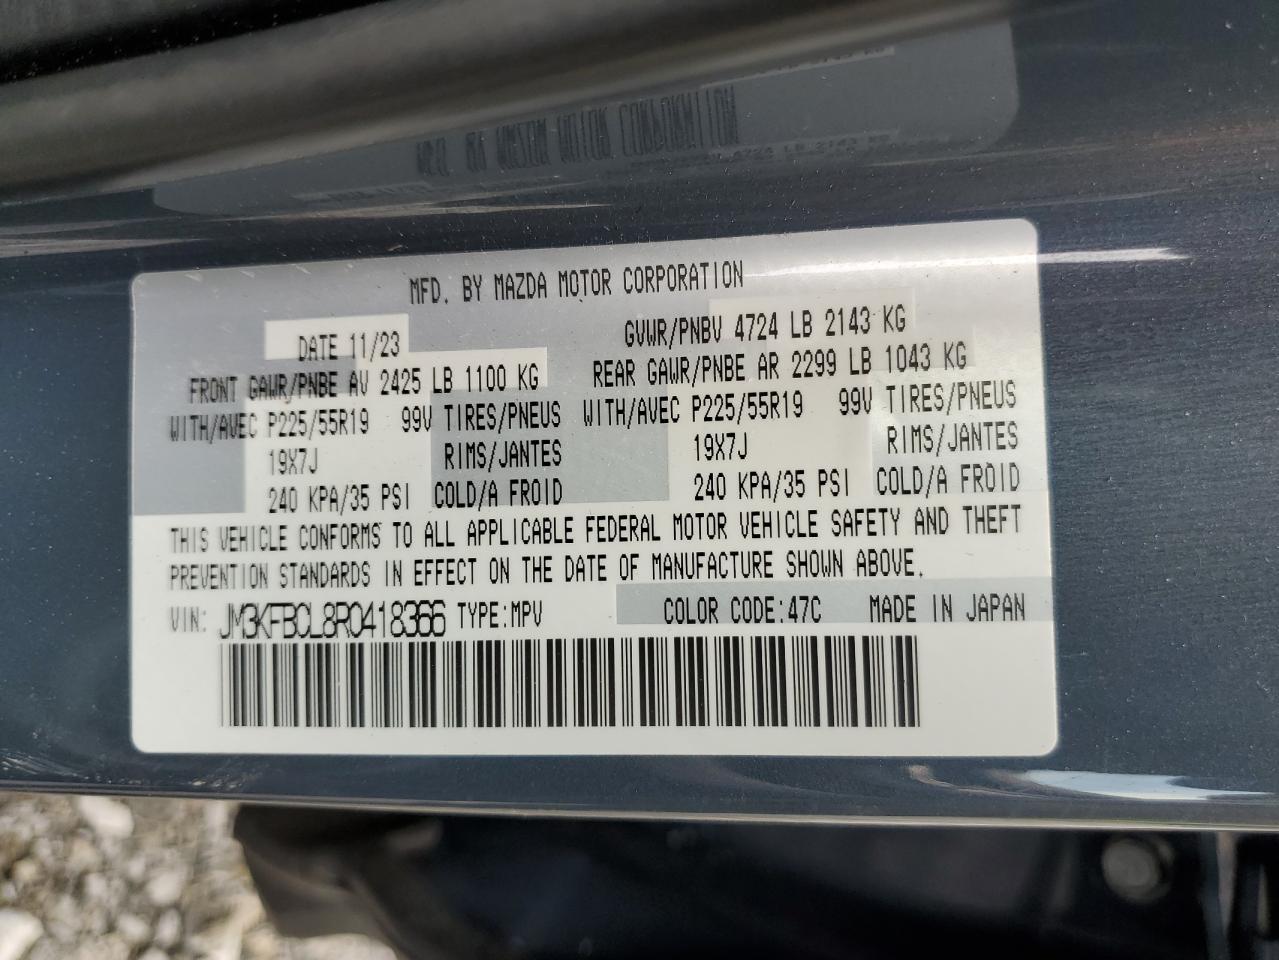 MFD. BY MAZDA MOTOR CORPORATION
DATE 11/23 GVWR/PNBV 4724 LB 2143 KG
FRONT GAWR/PNBE AV 2425 LB 1100 KG REAR GAWR/PNBE AR 2299 LB 1043 KG
WITH/AVEC P225/55R19 99V TIRES/PNEUS WITH/AVEC P225/55R19 99V TIRES/PNEUS
19X7J RIMS/JANTES 19X7J RIMS/JANTES
240 KPA/35 PSI COLD/A FROID 240 KPA/35 PSI COLD/A FROID
THIS VEHICLE CONFORMS TO ALL APPLICABLE FEDERAL MOTOR VEHICLE SAFETY AND THEFT
PREVENTION STANDARDS IN EFFECT ON THE DATE OF MANUFACTURE SHOWN ABOVE.
VIN: JM3KFBCL8R0418366 TYPE:MPV COLOR CODE:47C MADE IN JAPAN